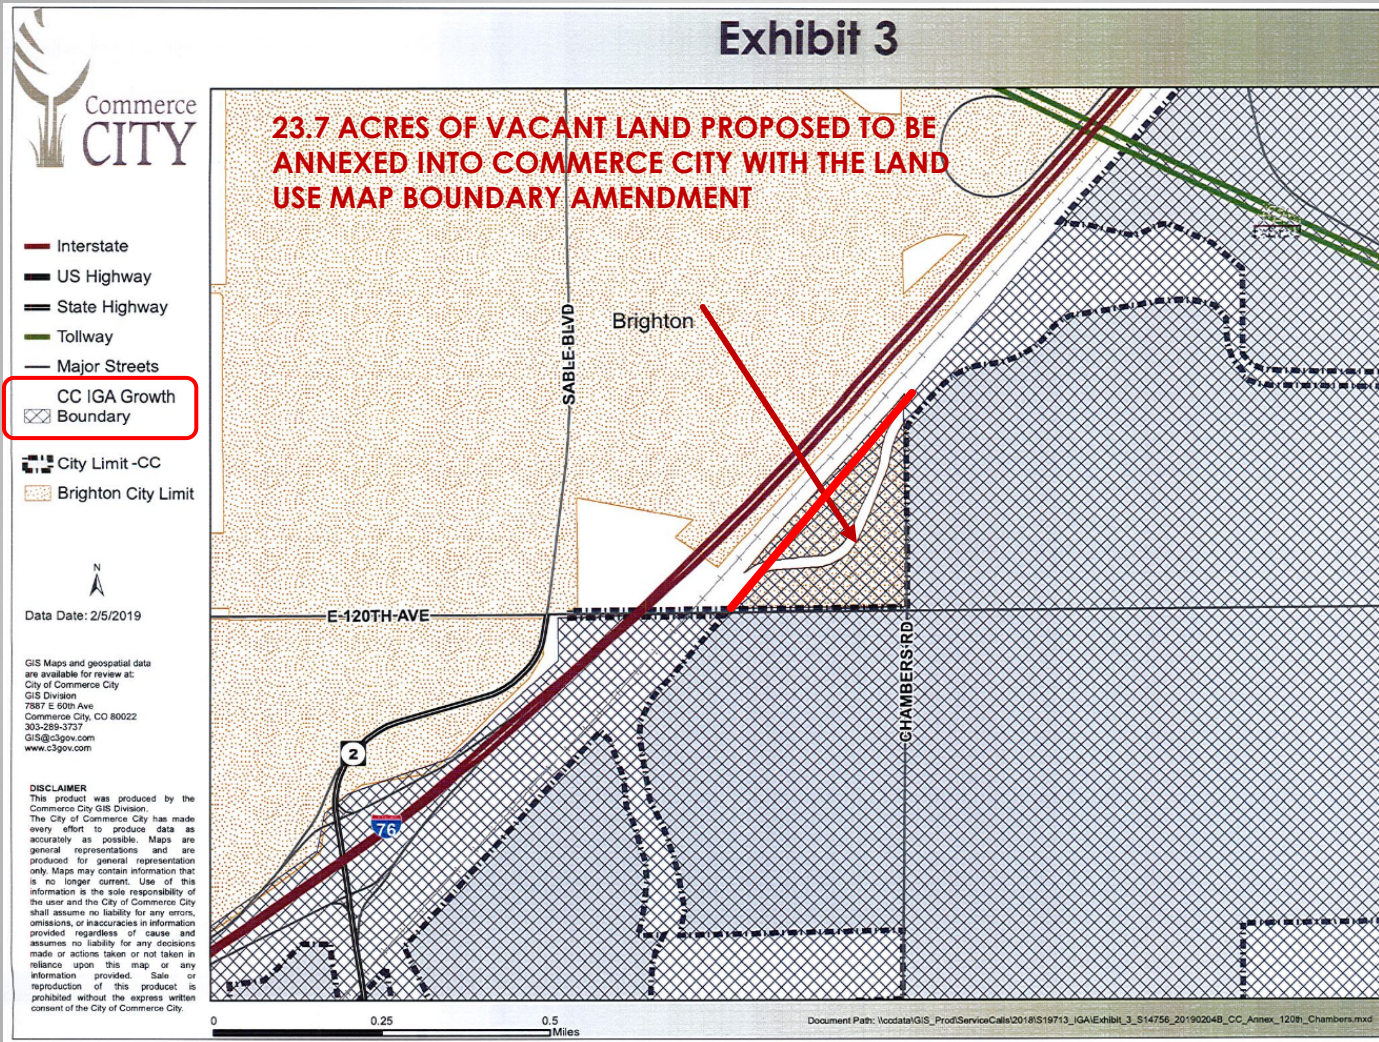 Exhibit 3
Commerce
CITY
23.7 ACRES OF VACANT LAND PROPOSED TO BE
ANNEXED INTO COMMERCE CITY WITH THE LAND
USE MAP BOUNDARY AMENDMENT
Interstate
US Highway
State Highway
Tollway
Major Streets
CC IGA Growth
Boundary
City Limit -CC
Brighton City Limit
N
Data Date: 2/5/2019
GIS Maps and geospatial data
are available for review at:
City of Commerce City
GIS Division
7887 E 60th Ave
Commerce City, CO 80022
303-289-3737
GIS@c3gov.com
www.c3gov.com
DISCLAIMER
This product was produced by the
Commerce City GIS Division.
The City of Commerce City has made
every effort to produce data as
accurately as possible. Maps are
general representations and are
produced for general representation
only. Maps may contain information that
is no longer current. Use of this
information is the sole responsibility of
the user and the City of Commerce City
shall assume no liability for any errors,
omissions, or inaccuracies in information
provided regardless of cause and
assumes no liability for any decisions
made or actions taken or not taken in
reliance upon this map or any
information provided. Sale or
reproduction of this producet is
prohibited without the express written
consent of the City of Commerce City.
Brighton
SABLE BLVD
E 120TH AVE
CHAMBERS RD
2
76
0 0.25 0.5
Miles
Document Path: \\ccdata\GIS_Prod\ServiceCalls\2018\S19713_IGA\Exhibit_3_S14756_20190204B_CC_Annex_120th_Chambers.mxd